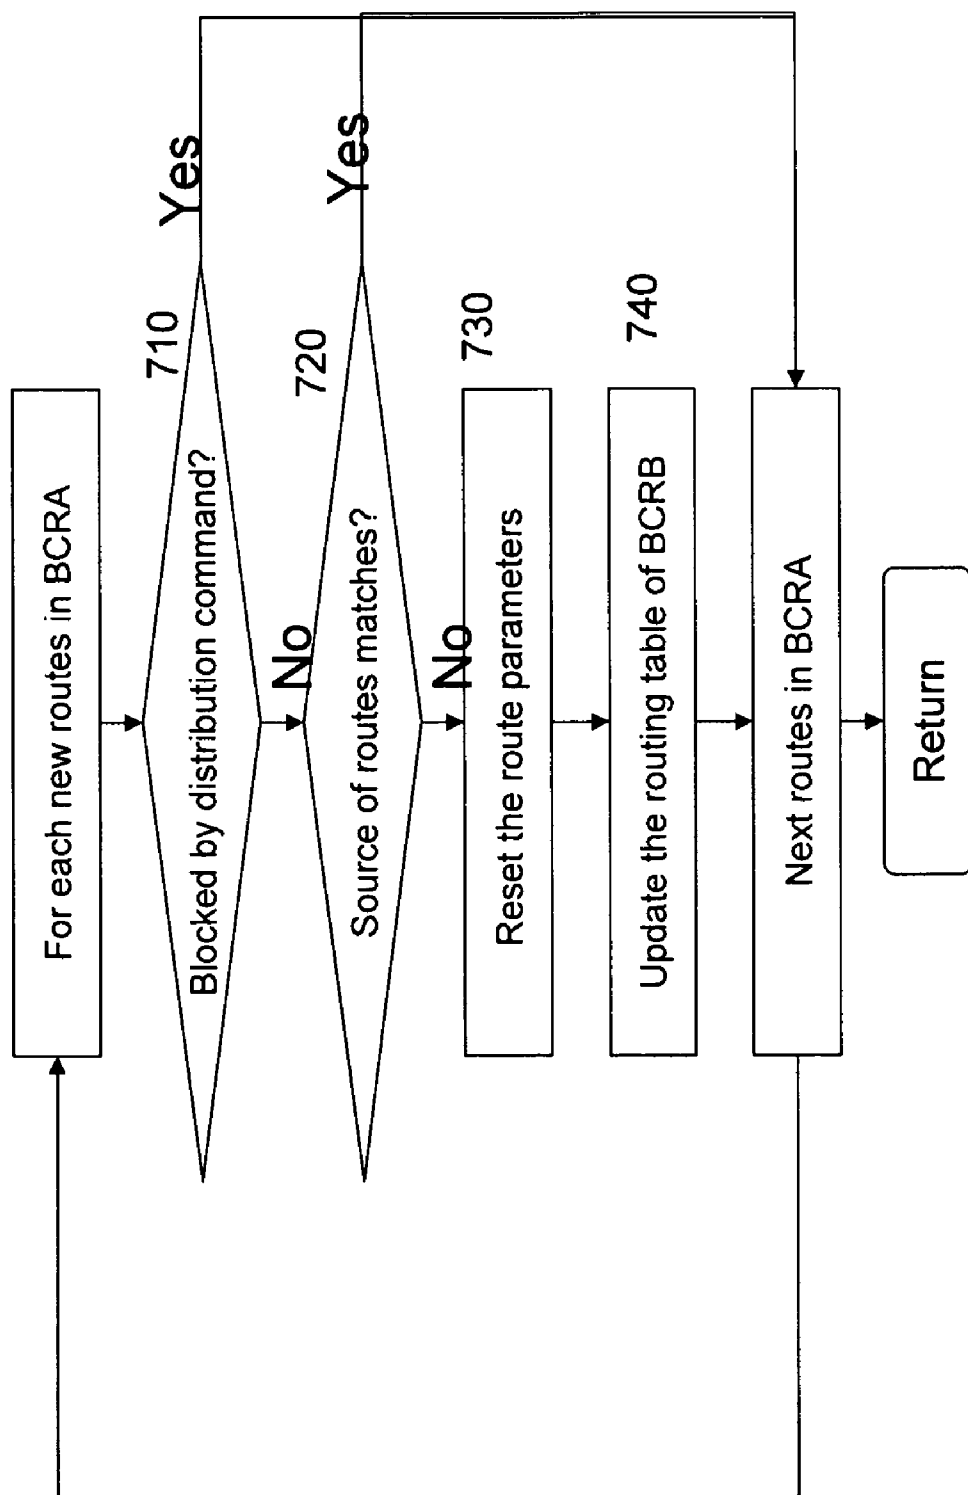 For each new routes in BCRA
710
Blocked by distribution command?
Yes
No
720
Source of routes matches?
Yes
No
730
Reset the route parameters
740
Update the routing table of BCRB
Next routes in BCRA
Return